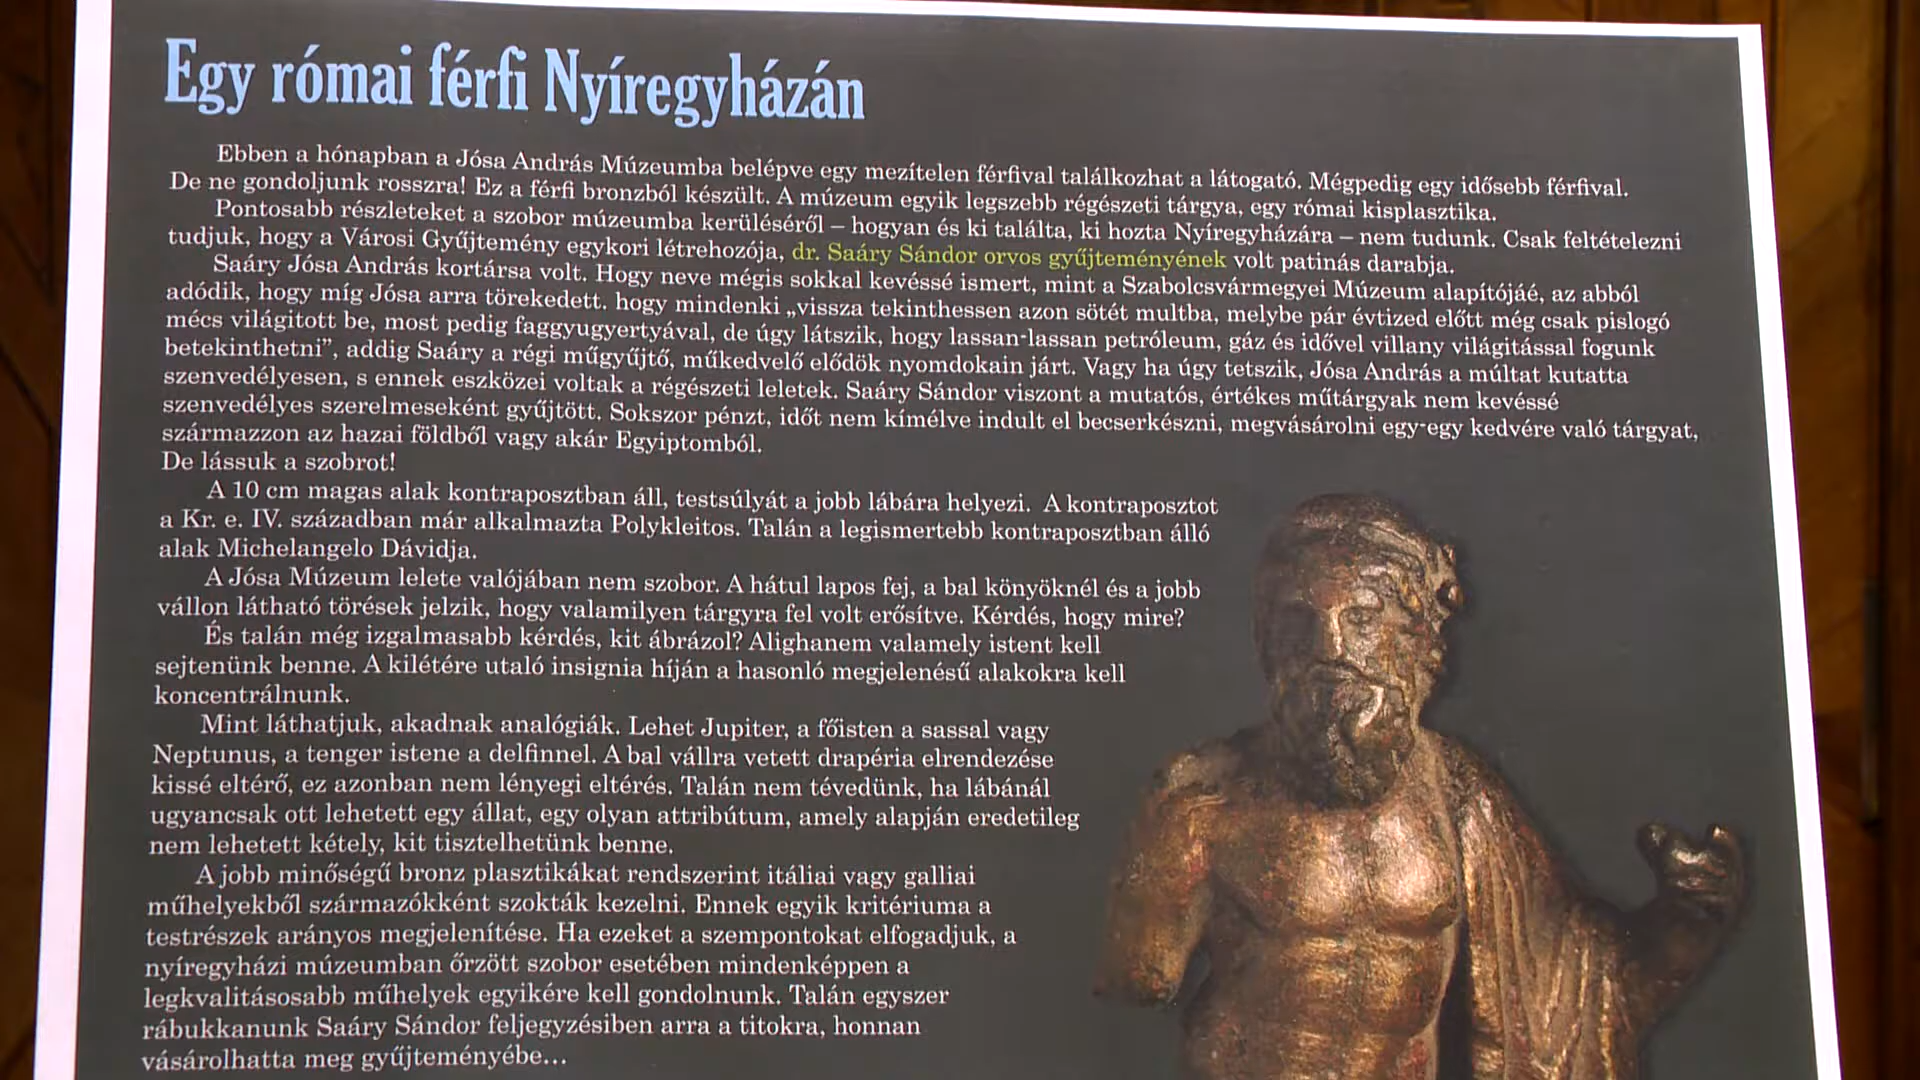 Egy római férfi Nyíregyházán
Ebben a hónapban a Jósa András Múzeumba belépve egy mezítelen férfival találkozhat a látogató. Mégpedig egy idősebb férfival.
De ne gondoljunk rosszra! Ez a férfi bronzból készült. A múzeum egyik legszebb régészeti tárgya, egy római kisplasztika.
Pontosabb részleteket a szobor múzeumba kerüléséről – hogyan és ki találta, ki hozta Nyíregyházára – nem tudunk. Csak feltételezni
tudjuk, hogy a Városi Gyűjtemény egykori létrehozója, dr. Saáry Sándor orvos gyűjteményének volt patinás darabja.
Saáry Jósa András kortársa volt. Hogy neve mégis sokkal kevéssé ismert, mint a Szabolcsvármegyei Múzeum alapítójáé, az abból
adódik, hogy míg Jósa arra törekedett. hogy mindenki „vissza tekinthessen azon sötét multba, melybe pár évtized előtt még csak pislogó
mécs világitott be, most pedig faggyugyertyával, de úgy látszik, hogy lassan-lassan petróleum, gáz és idővel villany világitással fogunk
betekinthetni”, addig Saáry a régi műgyűjtő, műkedvelő elődök nyomdokain járt. Vagy ha úgy tetszik, Jósa András a múltat kutatta
szenvedélyesen, s ennek eszközei voltak a régészeti leletek. Saáry Sándor viszont a mutatós, értékes műtárgyak nem kevéssé
szenvedélyes szerelmeseként gyűjtött. Sokszor pénzt, időt nem kímélve indult el becserkészni, megvásárolni egy-egy kedvére való tárgyat,
származzon az hazai földből vagy akár Egyiptomból.
De lássuk a szobrot!
A 10 cm magas alak kontraposztban áll, testsúlyát a jobb lábára helyezi. A kontraposztot
a Kr. e. IV. században már alkalmazta Polykleitos. Talán a legismertebb kontraposztban álló
alak Michelangelo Dávidja.
A Jósa Múzeum lelete valójában nem szobor. A hátul lapos fej, a bal könyöknél és a jobb
vállon látható törések jelzik, hogy valamilyen tárgyra fel volt erősítve. Kérdés, hogy mire?
És talán még izgalmasabb kérdés, kit ábrázol? Alighanem valamely istent kell
sejtenünk benne. A kilétére utaló insignia híján a hasonló megjelenésű alakokra kell
koncentrálnunk.
Mint láthatjuk, akadnak analógiák. Lehet Jupiter, a főisten a sassal vagy
Neptunus, a tenger istene a delfinnel. A bal vállra vetett drapéria elrendezése
kissé eltérő, ez azonban nem lényegi eltérés. Talán nem tévedünk, ha lábánál
ugyancsak ott lehetett egy állat, egy olyan attribútum, amely alapján eredetileg
nem lehetett kétely, kit tisztelhetünk benne.
A jobb minőségű bronz plasztikákat rendszerint itáliai vagy galliai
műhelyekből származókként szokták kezelni. Ennek egyik kritériuma a
testrészek arányos megjelenítése. Ha ezeket a szempontokat elfogadjuk, a
nyíregyházi múzeumban őrzött szobor esetében mindenképpen a
legkvalitásosabb műhelyek egyikére kell gondolnunk. Talán egyszer
rábukkanunk Saáry Sándor feljegyzésiben arra a titokra, honnan
vásárolhatta meg gyűjteményébe...